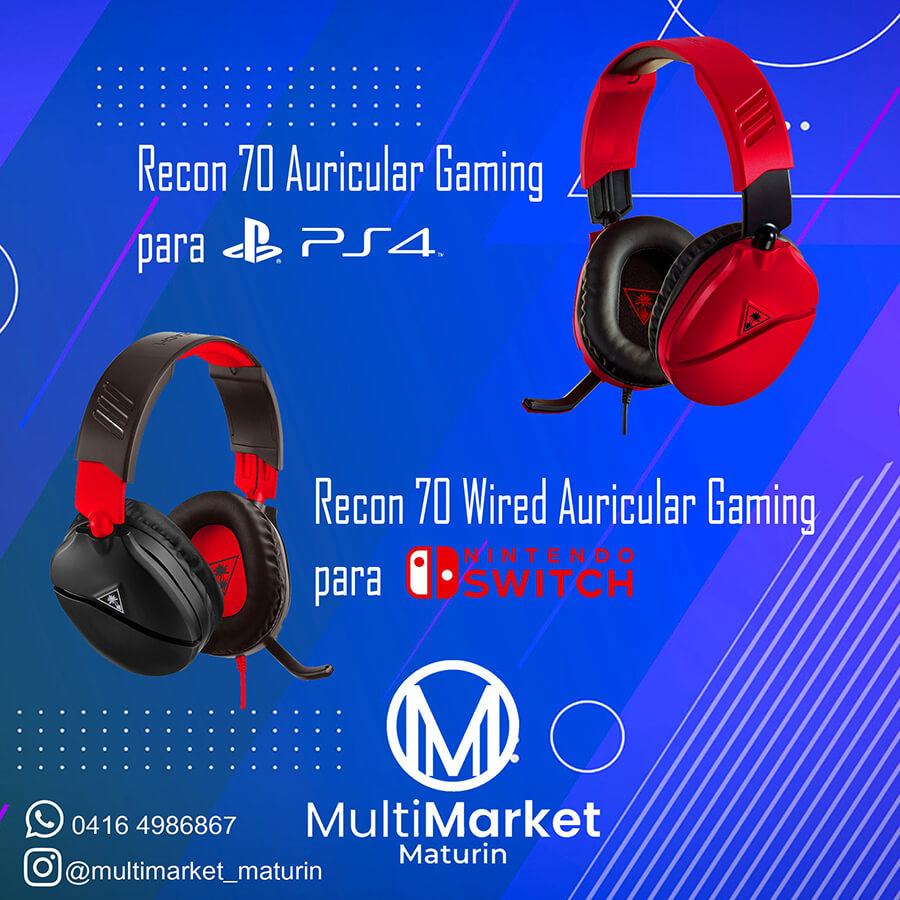 Recon 70 Auricular Gaming
para PS4
Recon 70 Wired Auricular Gaming
para NINTENDO
SWITCH
MultiMarket
Maturin
0416 4986867
@multimarket_maturin